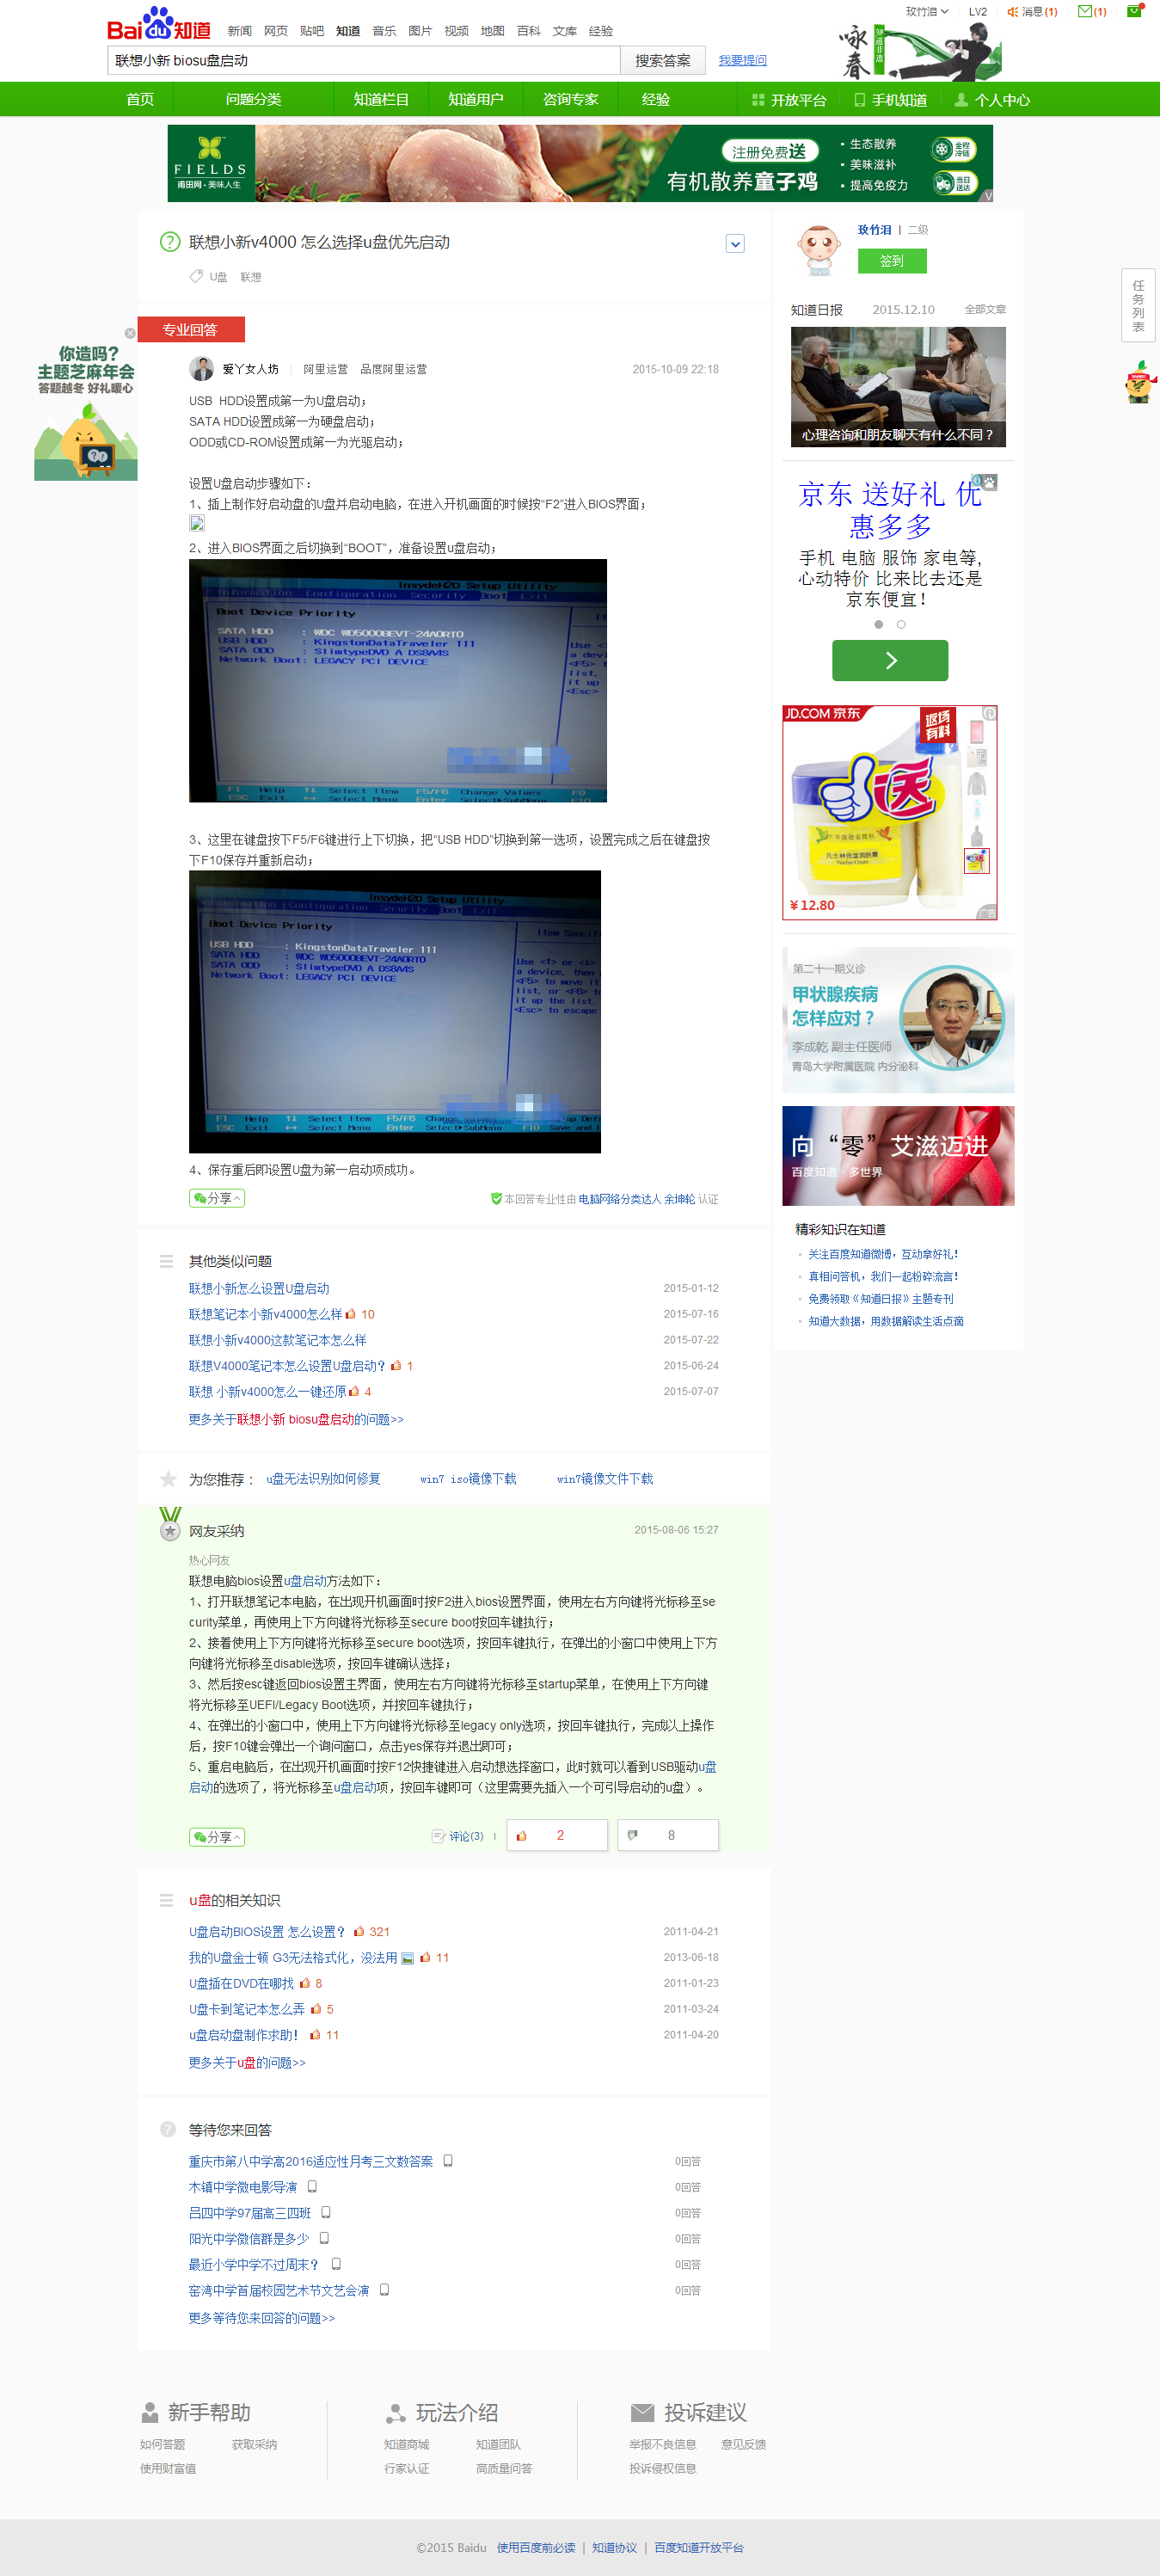 Bai du 知道
新闻 网页 贴吧 知道 音乐 图片 视频 地图 百科 文库 经验
玫竹泪 LV2 消息(1) (1)
联想小新 biosu盘启动
搜索答案
我要提问
咏春
首页 问题分类 知道栏目 知道用户 咨询专家 经验 开放平台 手机知道 个人中心
FIELDS
甫田网·美味人生
注册免费送
有机散养童子鸡
• 生态散养
• 美味滋补
• 提高免疫力
全程冷链
当日送达
联想小新v4000 怎么选择u盘优先启动
U盘 联想
专业回答
爱丫女人坊 | 阿里运营 品度阿里运营
2015-10-09 22:18
USB HDD设置成第一为U盘启动；
SATA HDD设置成第一为硬盘启动；
ODD或CD-ROM设置成第一为光驱启动；
设置U盘启动步骤如下：
1、插上制作好启动盘的U盘并启动电脑，在进入开机画面的时候按“F2”进入BIOS界面；
2、进入BIOS界面之后切换到“BOOT”，准备设置u盘启动；
InsydeH20 Setup Utility
Information Configuration Security Boot Exit
Boot Device Priority
SATA HDD : WDC WD5000BEVT-24A0RT0
USB HDD : KingstonDataTraveler 111
SATA ODD : SlimtypeDVD A DS8A4S
Network Boot: LEGACY PCI DEVICE
3、这里在键盘按下F5/F6键进行上下切换，把“USB HDD”切换到第一选项，设置完成之后在键盘按
下F10保存并重新启动；
Boot Device Priority
USB HDD : KingstonDataTraveler 111
SATA HDD : WDC WD5000BEVT-24A0RT0
SATA ODD : SlimtypeDVD A DS8A4S
Network Boot: LEGACY PCI DEVICE
4、保存重后即设置U盘为第一启动项成功。
分享
本回答专业性由 电脑网络分类达人 余坤轮 认证
其他类似问题
联想小新怎么设置U盘启动 2015-01-12
联想笔记本小新v4000怎么样 10 2015-07-16
联想小新v4000这款笔记本怎么样 2015-07-22
联想V4000笔记本怎么设置U盘启动？ 1 2015-06-24
联想 小新v4000怎么一键还原 4 2015-07-07
更多关于联想小新 biosu盘启动的问题>>
为您推荐： u盘无法识别如何修复 win7 iso镜像下载 win7镜像文件下载
网友采纳 2015-08-06 15:27
热心网友
联想电脑bios设置u盘启动方法如下：
1、打开联想笔记本电脑，在出现开机画面时按F2进入bios设置界面，使用左右方向键将光标移至se
curity菜单，再使用上下方向键将光标移至secure boot按回车键执行；
2、接着使用上下方向键将光标移至secure boot选项，按回车键执行，在弹出的小窗口中使用上下方
向键将光标移至disable选项，按回车键确认选择；
3、然后按esc键返回bios设置主界面，使用左右方向键将光标移至startup菜单，在使用上下方向键
将光标移至UEFI/Legacy Boot选项，并按回车键执行；
4、在弹出的小窗口中，使用上下方向键将光标移至legacy only选项，按回车键执行，完成以上操作
后，按F10键会弹出一个询问窗口，点击yes保存并退出即可；
5、重启电脑后，在出现开机画面时按F12快捷键进入启动想选择窗口，此时就可以看到USB驱动u盘
启动的选项了，将光标移至u盘启动项，按回车键即可（这里需要先插入一个可引导启动的u盘）。
分享
评论(3) | 2 8
u盘的相关知识
U盘启动BIOS设置 怎么设置？ 321 2011-04-21
我的U盘金士顿 G3无法格式化，没法用 11 2013-06-18
U盘插在DVD在哪找 8 2011-01-23
U盘卡到笔记本怎么弄 5 2011-03-24
u盘启动盘制作求助！ 11 2011-04-20
更多关于u盘的问题>>
等待您来回答
重庆市第八中学高2016适应性月考三文数答案 0回答
木镇中学微电影导演 0回答
吕四中学97届高三四班 0回答
阳光中学微信群是多少 0回答
最近小学中学不过周末？ 0回答
窑湾中学首届校园艺术节文艺会演 0回答
更多等待您来回答的问题>>
玫竹泪 | 二级
签到
知道日报 2015.12.10 全部文章
心理咨询和朋友聊天有什么不同？
京东 送好礼 优
惠多多
手机 电脑 服饰 家电等，
心动特价 比来比去还是
京东便宜！
JD.COM 京东
返场有料
送
¥12.80
广告
第二十一期义诊
甲状腺疾病
怎样应对？
李成乾 副主任医师
青岛大学附属医院 内分泌科
向“零”艾滋迈进
百度知道·多世界
精彩知识在知道
• 关注百度知道微博，互动拿好礼！
• 真相问答机，我们一起粉碎流言！
• 免费领取《知道日报》主题专刊
• 知道大数据，用数据解读生活点滴
任务列表
你造吗？
主题芝麻年会
答题越冬 好礼暖心
新手帮助
如何答题 获取采纳
使用财富值
玩法介绍
知道商城 知道团队
行家认证 高质量问答
投诉建议
举报不良信息 意见反馈
投诉侵权信息
©2015 Baidu 使用百度前必读 | 知道协议 | 百度知道开放平台